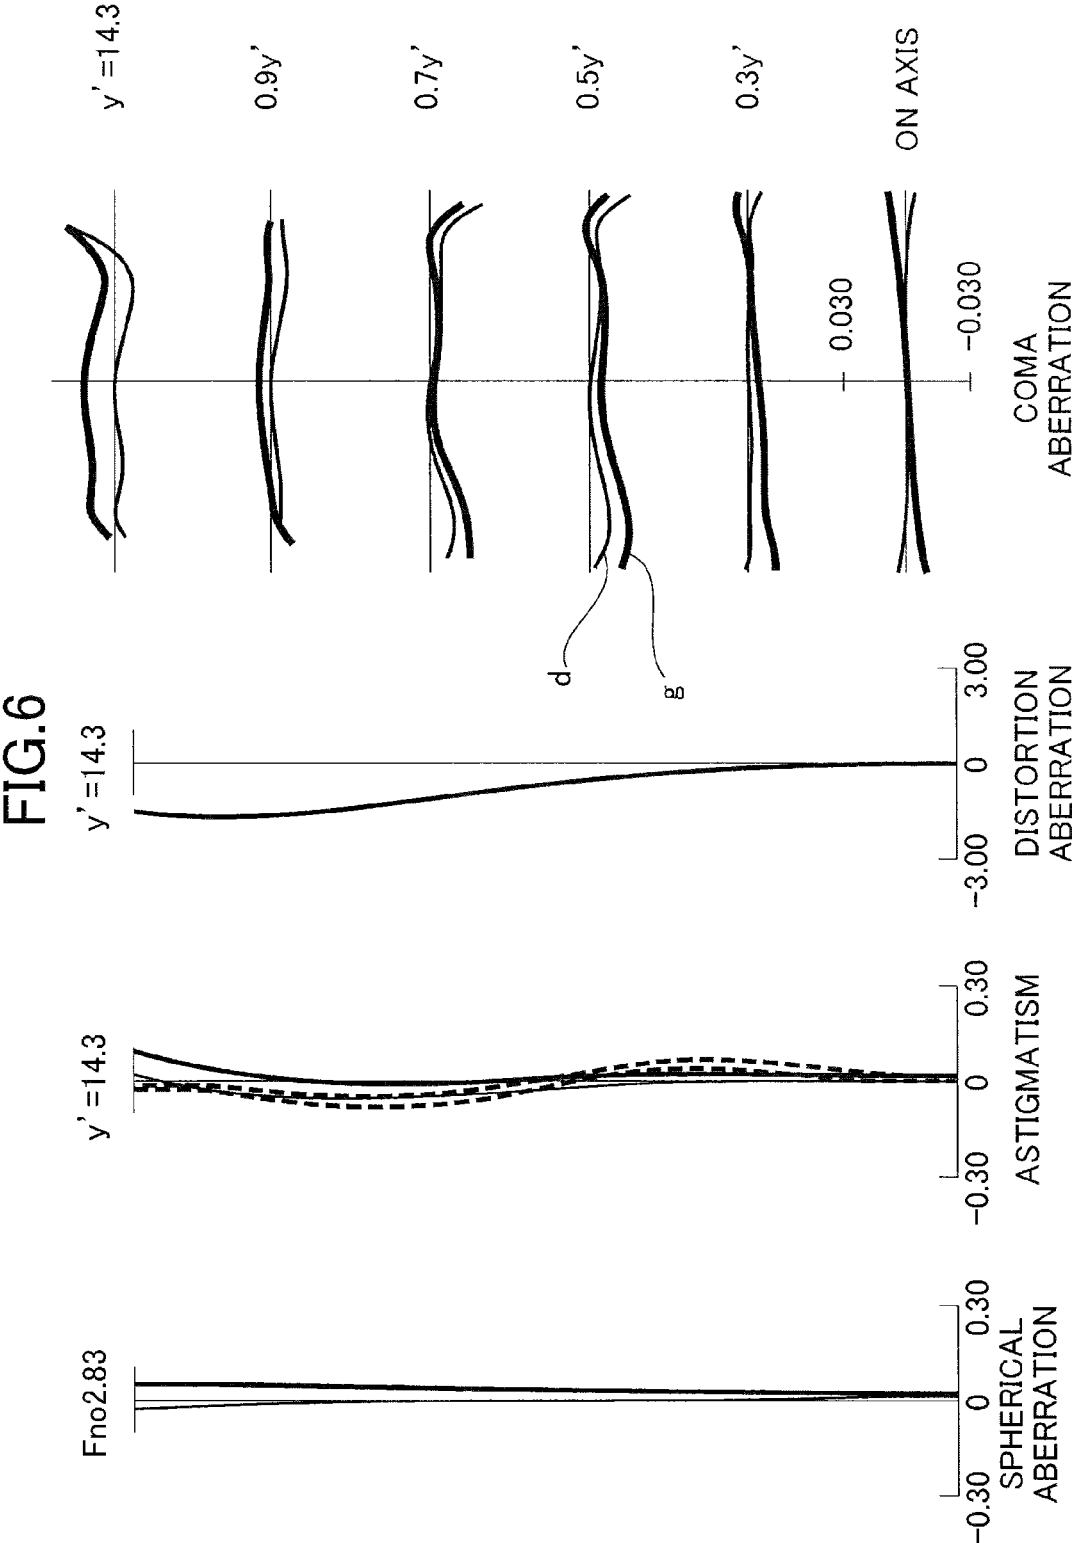 FIG.6
Fno2.83
-0.30
0
0.30
SPHERICAL
ABERRATION
y' =14.3
-0.30
0
0.30
ASTIGMATISM
y' =14.3
-3.00
0
3.00
DISTORTION
ABERRATION
y' =14.3
0.9y'
0.7y'
0.5y'
0.3y'
ON AXIS
d
g
0.030
-0.030
COMA
ABERRATION